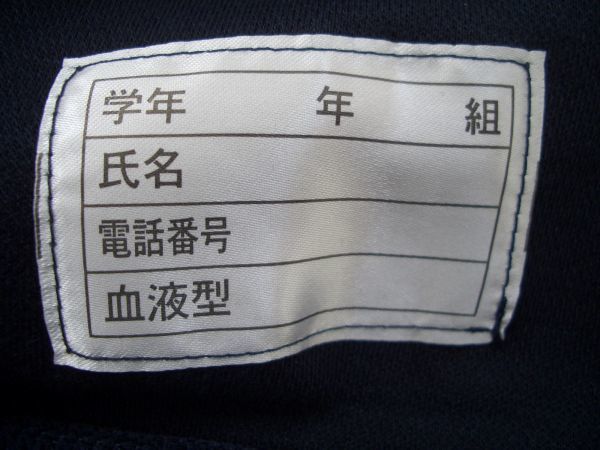 学年 年 組
氏名
電話番号
血液型